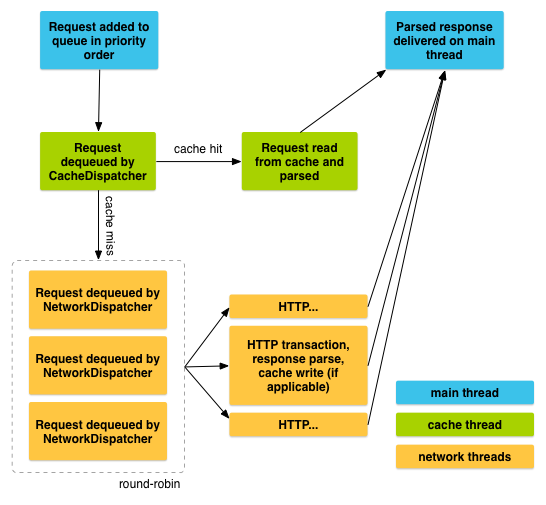 Request added to
queue in priority
order
Parsed response
delivered on main
thread
Request
dequeued by
CacheDispatcher
cache hit
Request read
from cache and
parsed
cache miss
Request dequeued by
NetworkDispatcher
Request dequeued by
NetworkDispatcher
Request dequeued by
NetworkDispatcher
round-robin
HTTP...
HTTP transaction,
response parse,
cache write (if
applicable)
HTTP...
main thread
cache thread
network threads